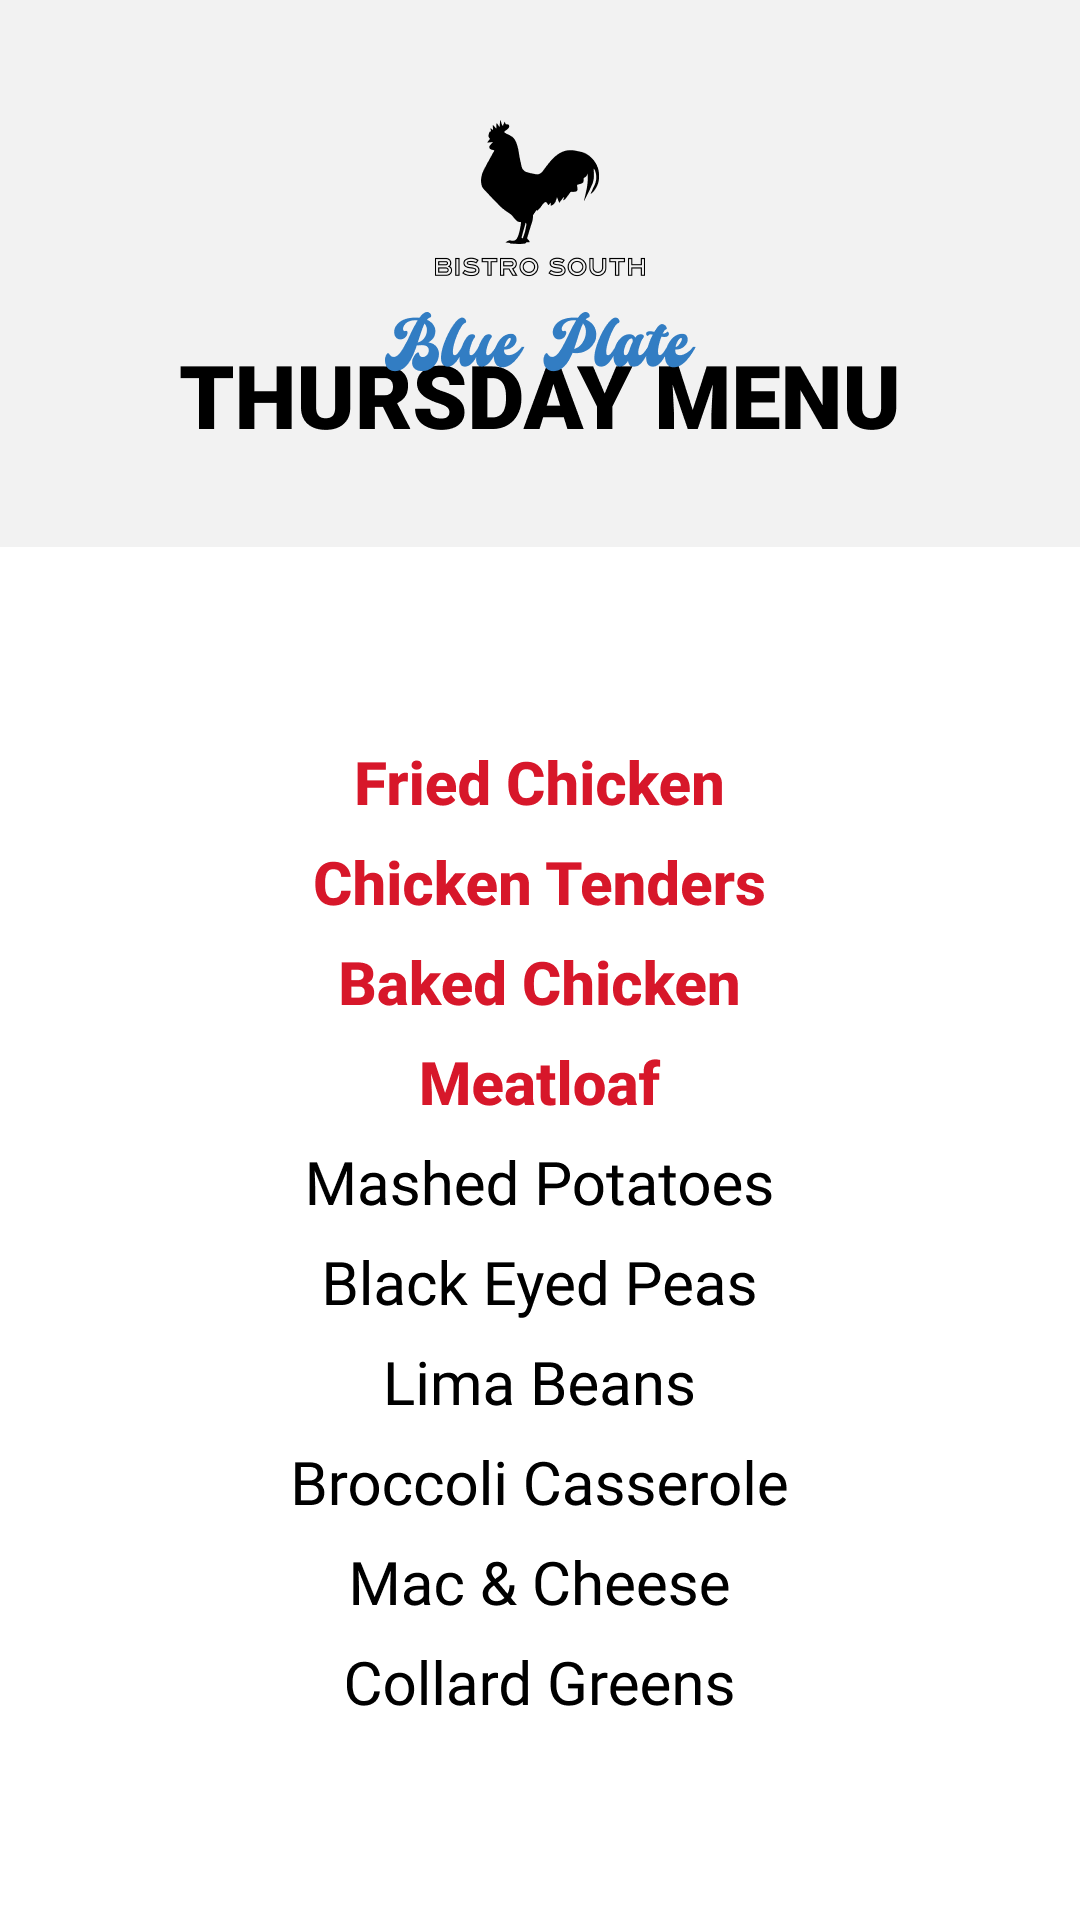 BISTRO SOUTH
Blue Plate
THURSDAY MENU
Fried Chicken
Chicken Tenders
Baked Chicken
Meatloaf
Mashed Potatoes
Black Eyed Peas
Lima Beans
Broccoli Casserole
Mac & Cheese
Collard Greens